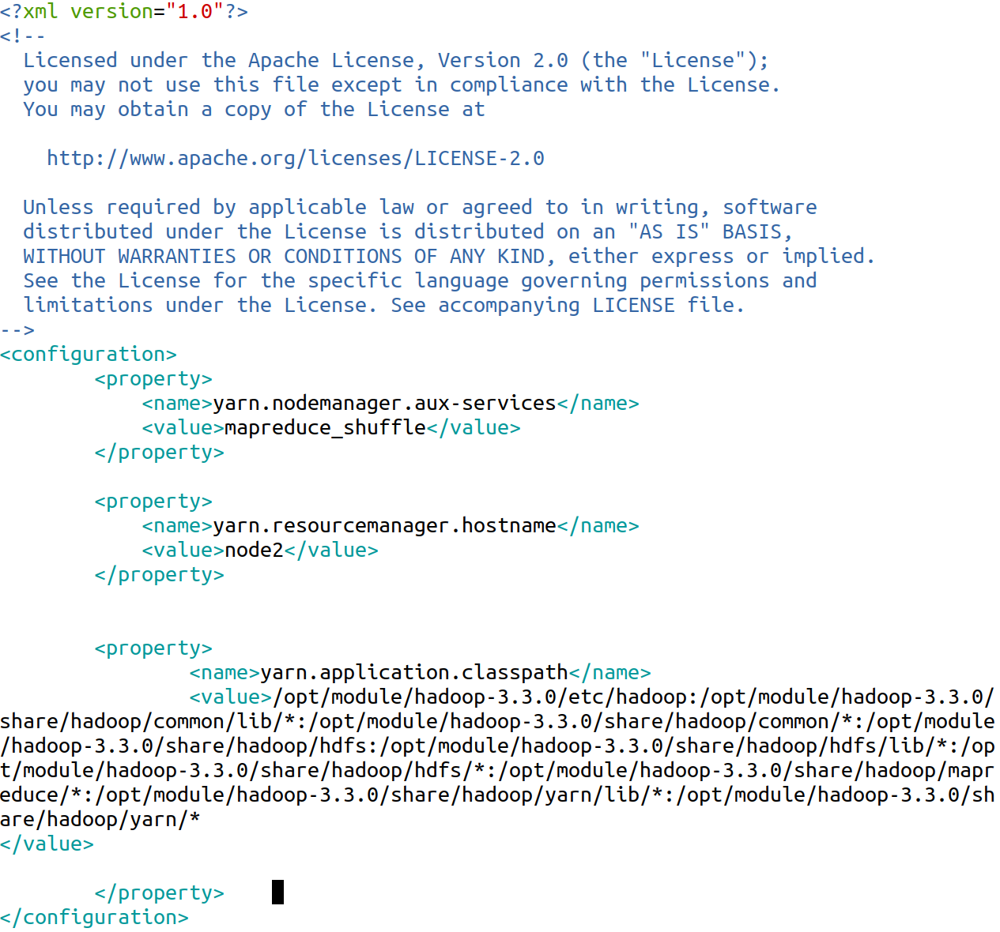 <?xml version="1.0"?>
<!--
  Licensed under the Apache License, Version 2.0 (the "License");
  you may not use this file except in compliance with the License.
  You may obtain a copy of the License at

    http://www.apache.org/licenses/LICENSE-2.0

  Unless required by applicable law or agreed to in writing, software
  distributed under the License is distributed on an "AS IS" BASIS,
  WITHOUT WARRANTIES OR CONDITIONS OF ANY KIND, either express or implied.
  See the License for the specific language governing permissions and
  limitations under the License. See accompanying LICENSE file.
-->
<configuration>
        <property>
            <name>yarn.nodemanager.aux-services</name>
            <value>mapreduce_shuffle</value>
        </property>

        <property>
            <name>yarn.resourcemanager.hostname</name>
            <value>node2</value>
        </property>


        <property>
                <name>yarn.application.classpath</name>
                <value>/opt/module/hadoop-3.3.0/etc/hadoop:/opt/module/hadoop-3.3.0/
share/hadoop/common/lib/*:/opt/module/hadoop-3.3.0/share/hadoop/common/*:/opt/module
/hadoop-3.3.0/share/hadoop/hdfs:/opt/module/hadoop-3.3.0/share/hadoop/hdfs/lib/*:/op
t/module/hadoop-3.3.0/share/hadoop/hdfs/*:/opt/module/hadoop-3.3.0/share/hadoop/mapr
educe/*:/opt/module/hadoop-3.3.0/share/hadoop/yarn/lib/*:/opt/module/hadoop-3.3.0/sh
are/hadoop/yarn/*
</value>

        </property>
</configuration>